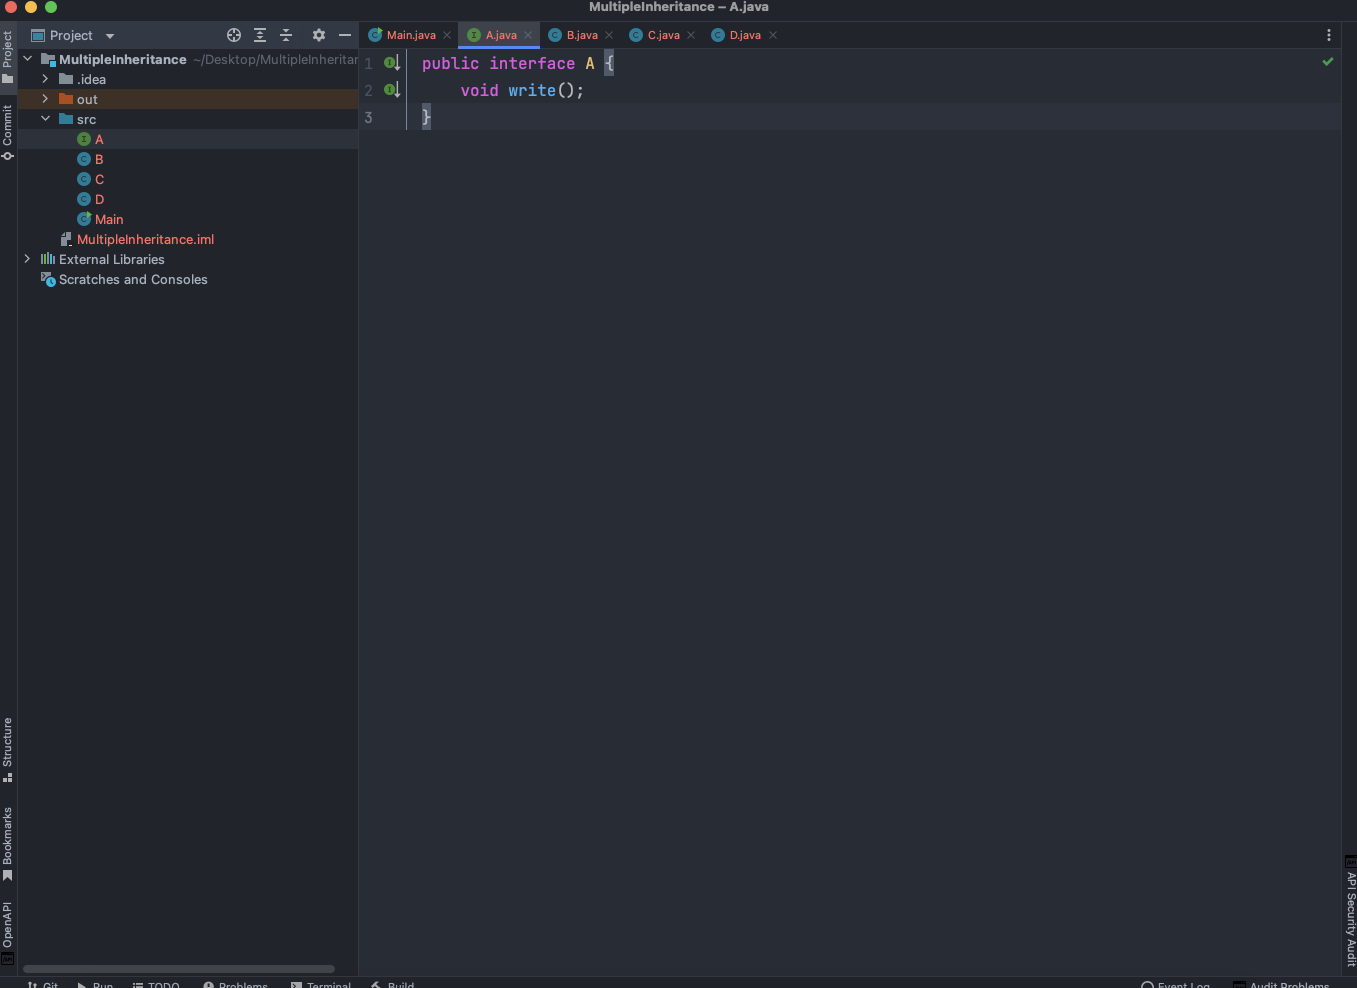 MultipleInheritance – A.java
Project
Main.java
A.java
B.java
C.java
D.java
MultipleInheritance ~/Desktop/MultipleInheritar
.idea
out
src
A
B
C
D
Main
MultipleInheritance.iml
External Libraries
Scratches and Consoles
1 public interface A {
2 void write();
3 }
Project
Commit
Structure
Bookmarks
OpenAPI
API Security Audit
Git
Run
TODO
Problems
Terminal
Build
Event Log
Audit Problems